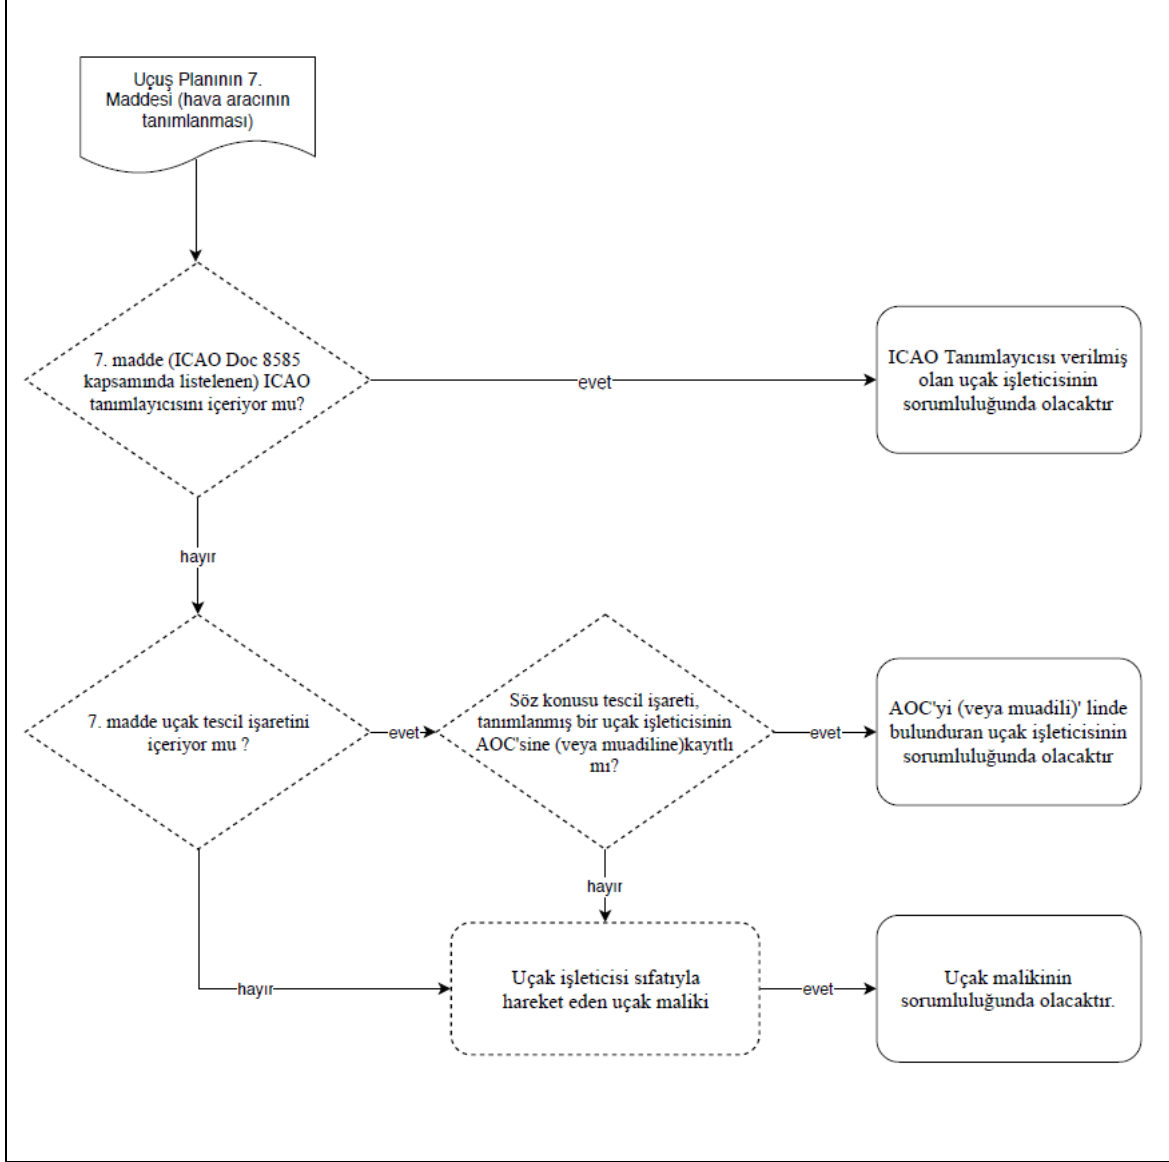 Uçuş Planının 7.
Maddesi (hava aracının
tanımlanması)
7. madde (ICAO Doc 8585
kapsamında listelenen) ICAO
tanımlayıcısını içeriyor mu?
evet
ICAO Tanımlayıcısı verilmiş
olan uçak işleticisinin
sorumluluğunda olacaktır
hayır
7. madde uçak tescil işaretini
içeriyor mu ?
evet
Söz konusu tescil işareti,
tanımlanmış bir uçak işleticisinin
AOC'sine (veya muadiline)kayıtlı
mı?
evet
AOC'yi (veya muadili)' linde
bulunduran uçak işleticisinin
sorumluluğunda olacaktır
hayır
hayır
Uçak işleticisi sıfatıyla
hareket eden uçak maliki
evet
Uçak malikinin
sorumluluğunda olacaktır.